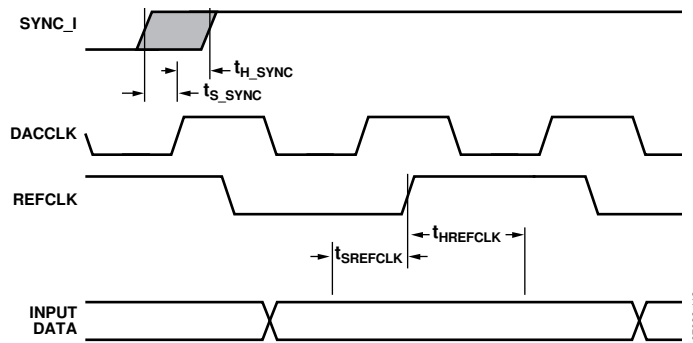 SYNC_I
tH_SYNC
tS_SYNC
DACCLK
REFCLK
tHREFCLK
tSREFCLK
INPUT
DATA